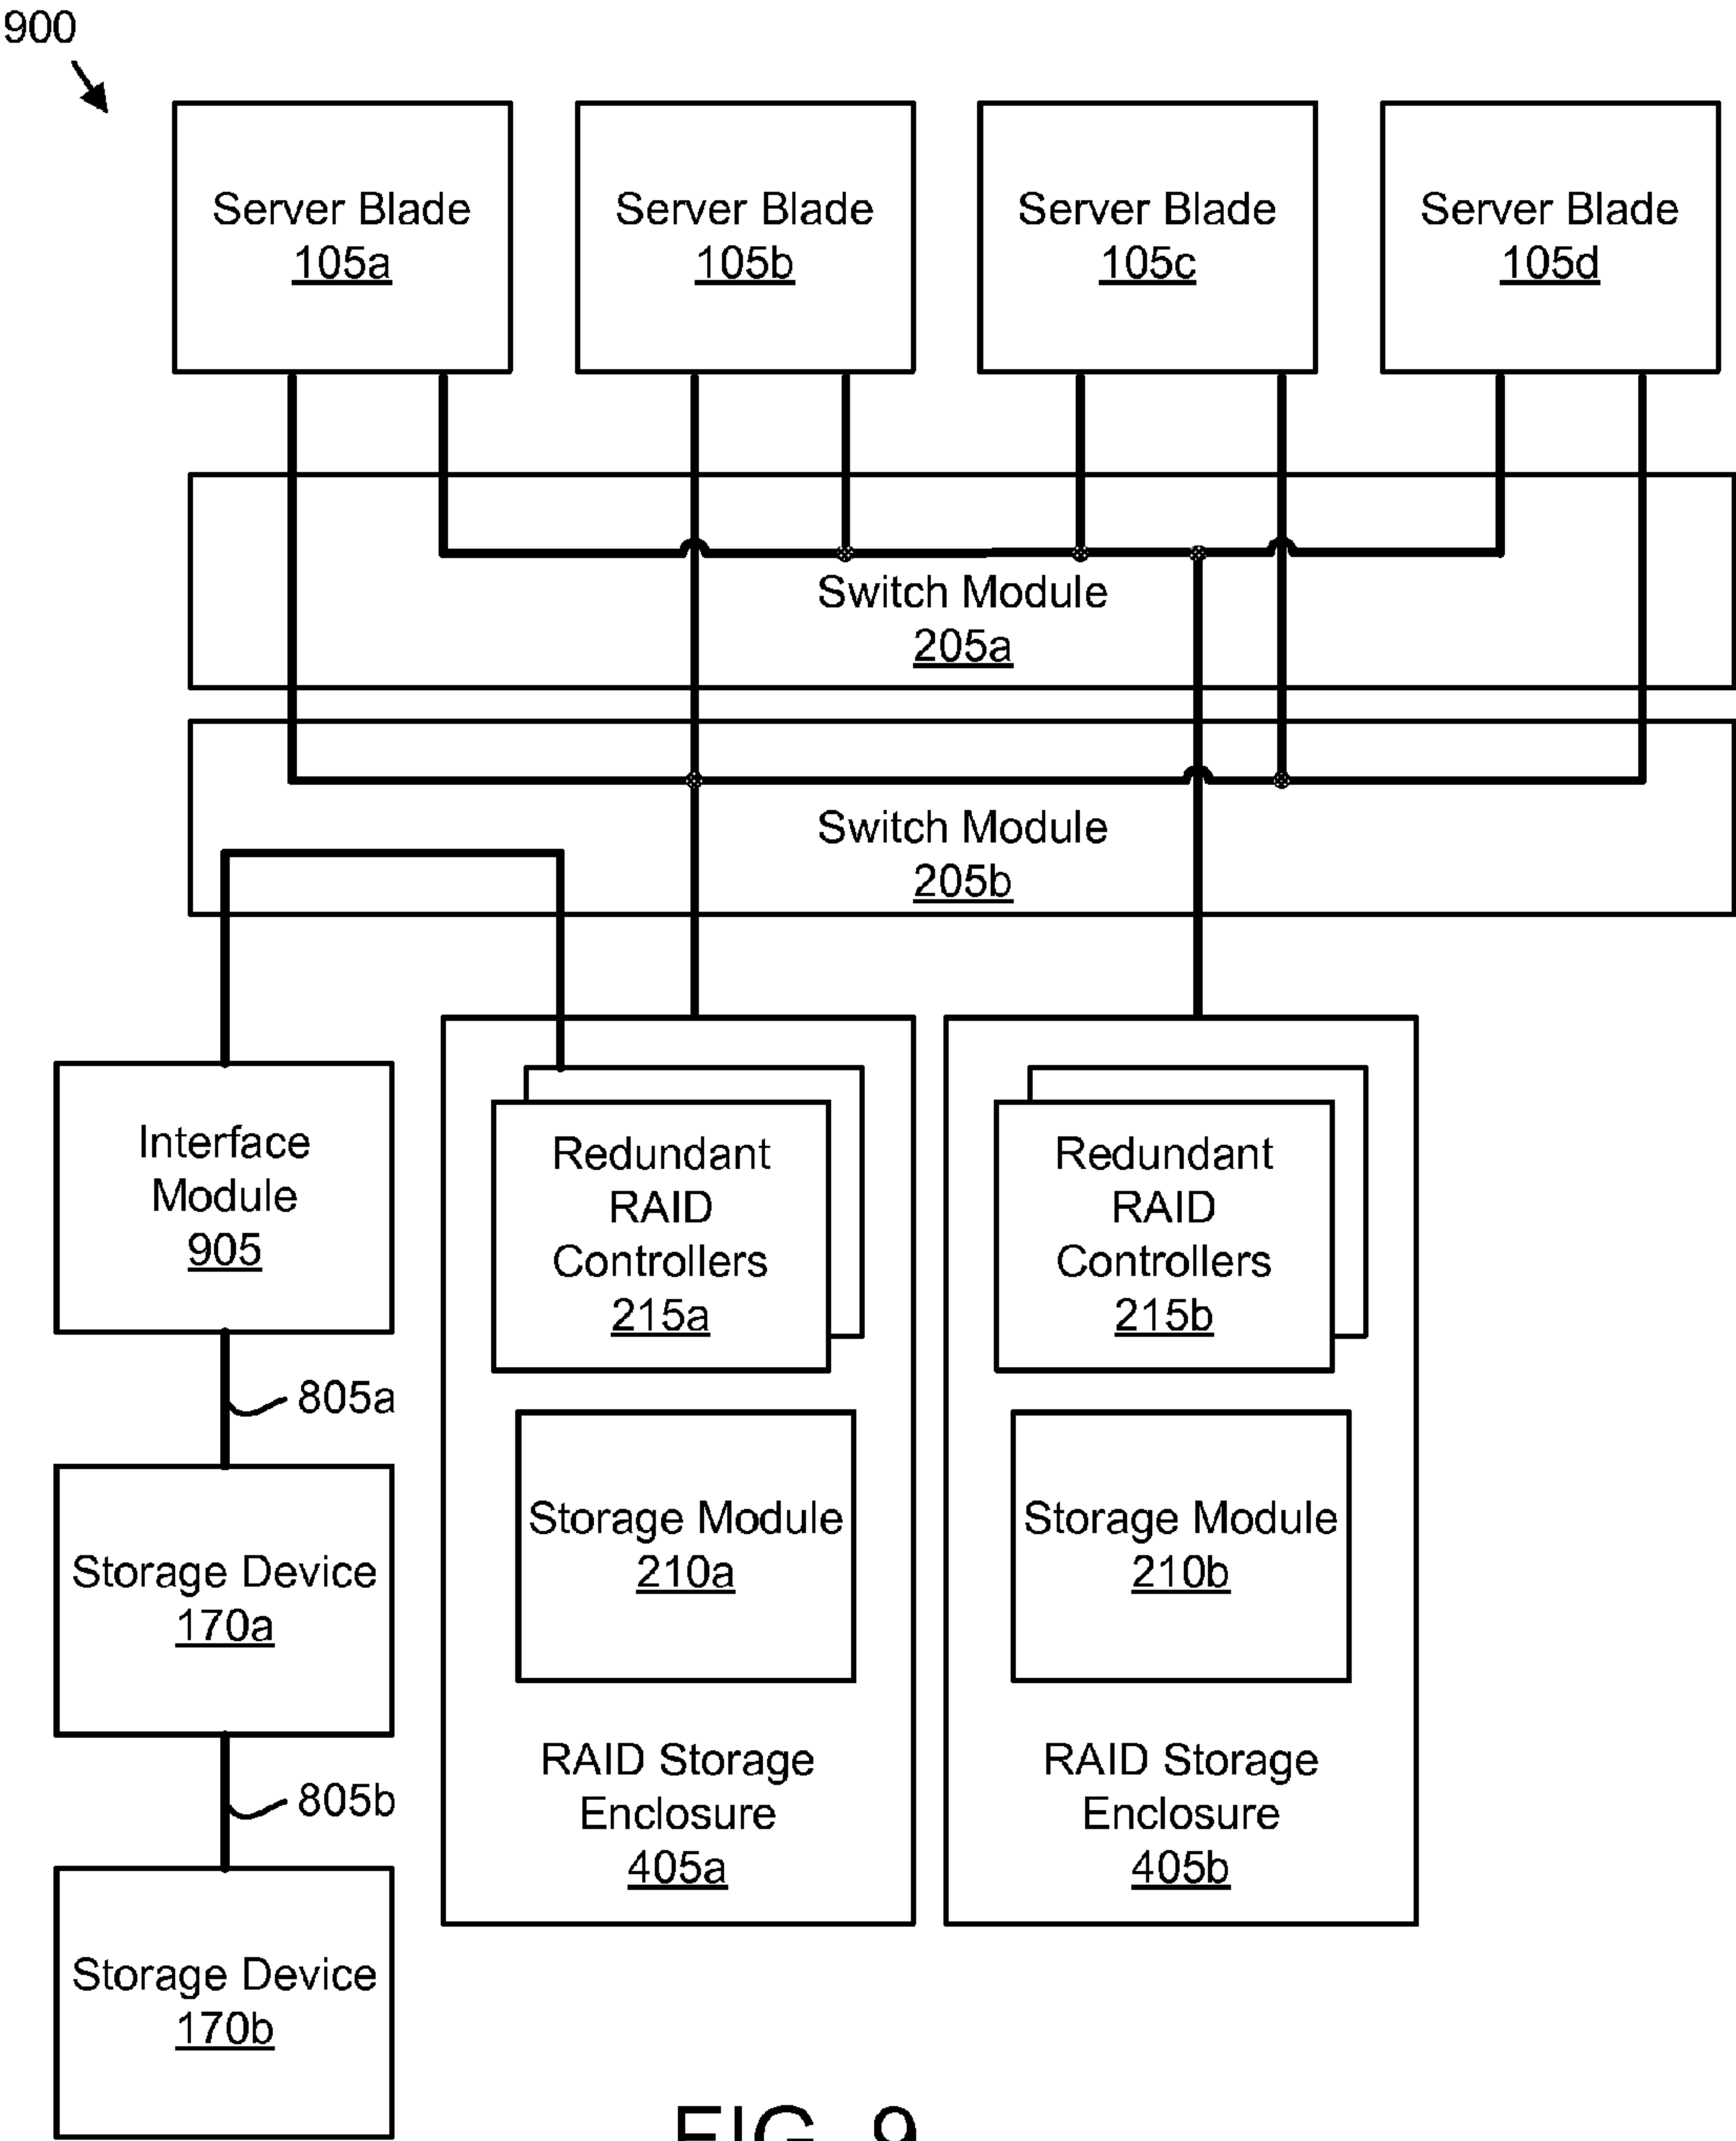 900
Server Blade
105a
Server Blade
105b
Server Blade
105c
Server Blade
105d
Switch Module
205a
Switch Module
205b
Interface
Module
905
Redundant
RAID
Controllers
215a
Redundant
RAID
Controllers
215b
805a
Storage Device
170a
Storage Module
210a
Storage Module
210b
805b
RAID Storage
Enclosure
405a
RAID Storage
Enclosure
405b
Storage Device
170b
FIG. 9